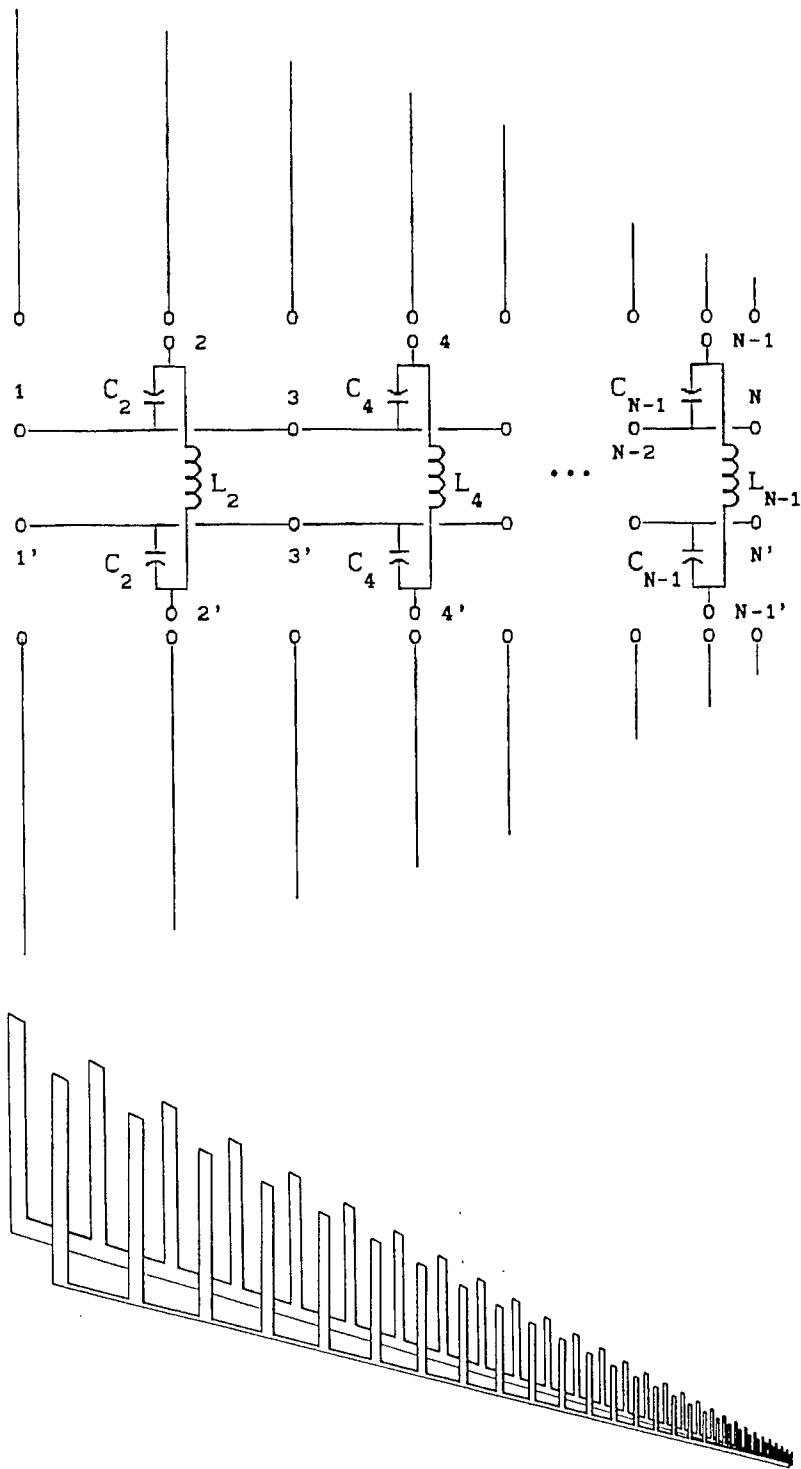 2 4 N-1
1 C2 3 C4 CN-1 N
N-2
L2 L4 ... LN-1
1' C2 3' C4 CN-1 N'
2' 4' N-1'